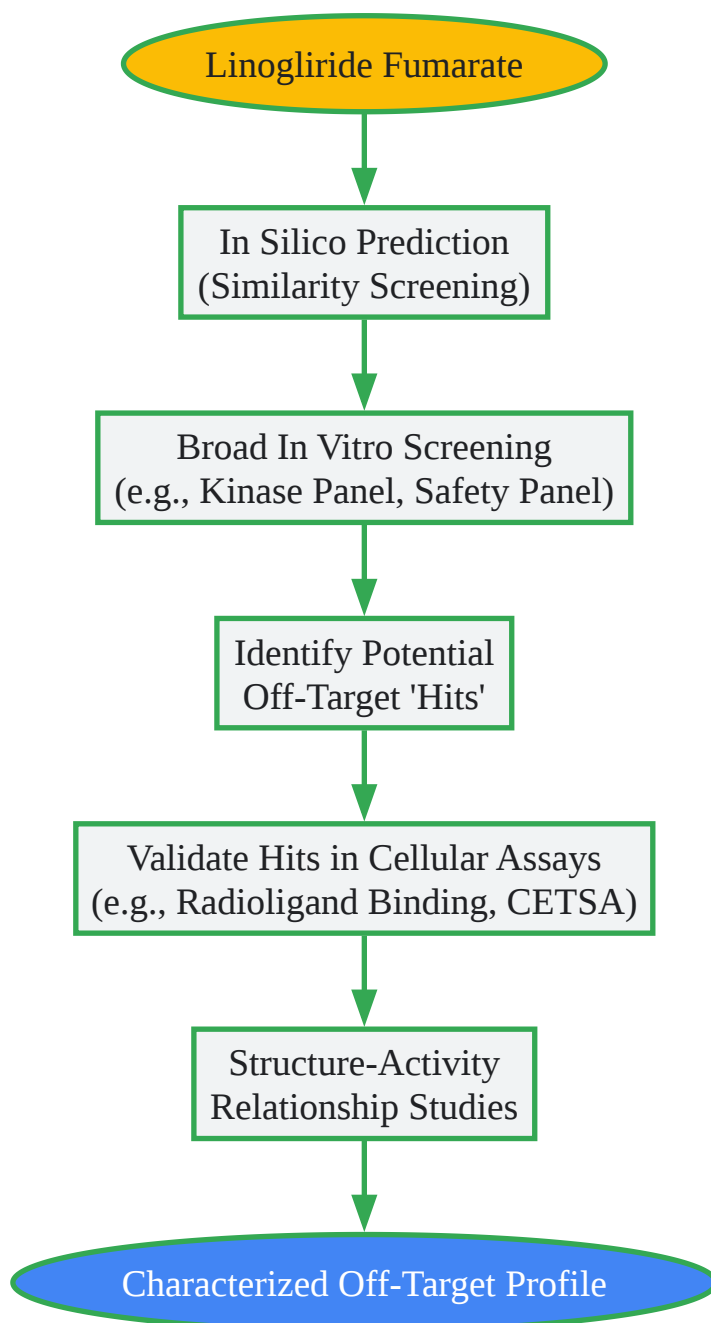 Linogliride Fumarate
In Silico Prediction
(Similarity Screening)
Broad In Vitro Screening
(e.g., Kinase Panel, Safety Panel)
Identify Potential
Off-Target 'Hits'
Validate Hits in Cellular Assays
(e.g., Radioligand Binding, CETSA)
Structure-Activity
Relationship Studies
Characterized Off-Target Profile